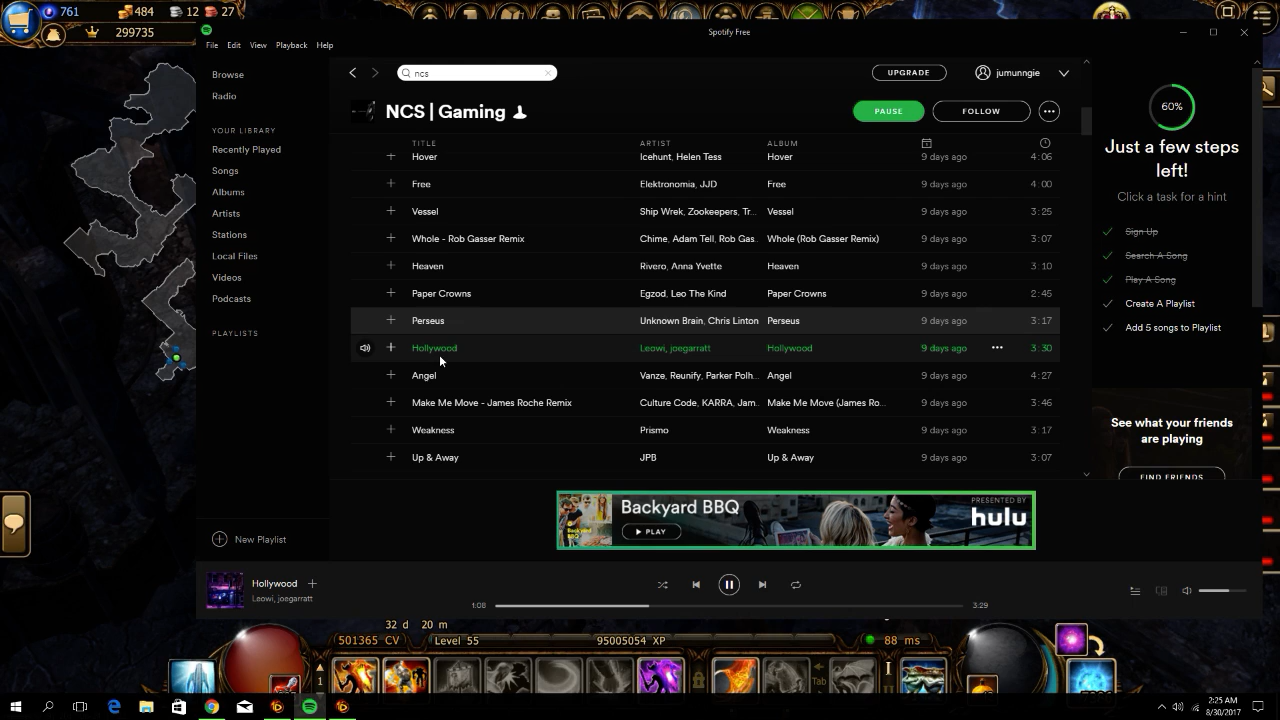 761
484
12
27
299735
Spotify Free
File Edit View Playback Help
Browse
Radio
YOUR LIBRARY
Recently Played
Songs
Albums
Artists
Stations
Local Files
Videos
Podcasts
PLAYLISTS
New Playlist
ncs
UPGRADE
jumunngie
NCS | Gaming
PAUSE
FOLLOW
TITLE ARTIST ALBUM
Hover Icehunt, Helen Tess Hover 9 days ago 4:06
Free Elektronomia, JJD Free 9 days ago 4:00
Vessel Ship Wrek, Zookeepers, Tr... Vessel 9 days ago 3:25
Whole - Rob Gasser Remix Chime, Adam Tell, Rob Gas.. Whole (Rob Gasser Remix) 9 days ago 3:07
Heaven Rivero, Anna Yvette Heaven 9 days ago 3:10
Paper Crowns Egzod, Leo The Kind Paper Crowns 9 days ago 2:45
Perseus Unknown Brain, Chris Linton Perseus 9 days ago 3:17
Hollywood Leowi, joegarratt Hollywood 9 days ago ••• 3:30
Angel Vanze, Reunify, Parker Polh... Angel 9 days ago 4:27
Make Me Move - James Roche Remix Culture Code, KARRA, Jam... Make Me Move (James Ro... 9 days ago 3:46
Weakness Prismo Weakness 9 days ago 3:17
Up & Away JPB Up & Away 9 days ago 3:07
60%
Just a few steps
left!
Click a task for a hint
Sign Up
Search A Song
Play A Song
Create A Playlist
Add 5 songs to Playlist
See what your friends
are playing
FIND FRIENDS
Backyard BBQ
PLAY
PRESENTED BY
hulu
Hollywood
Leowi, joegarratt
1:08
3:29
32 d 20 m
501365 CV
Level 55
95005054 XP
88 ms
1
Tab
2:25 AM
8/30/2017